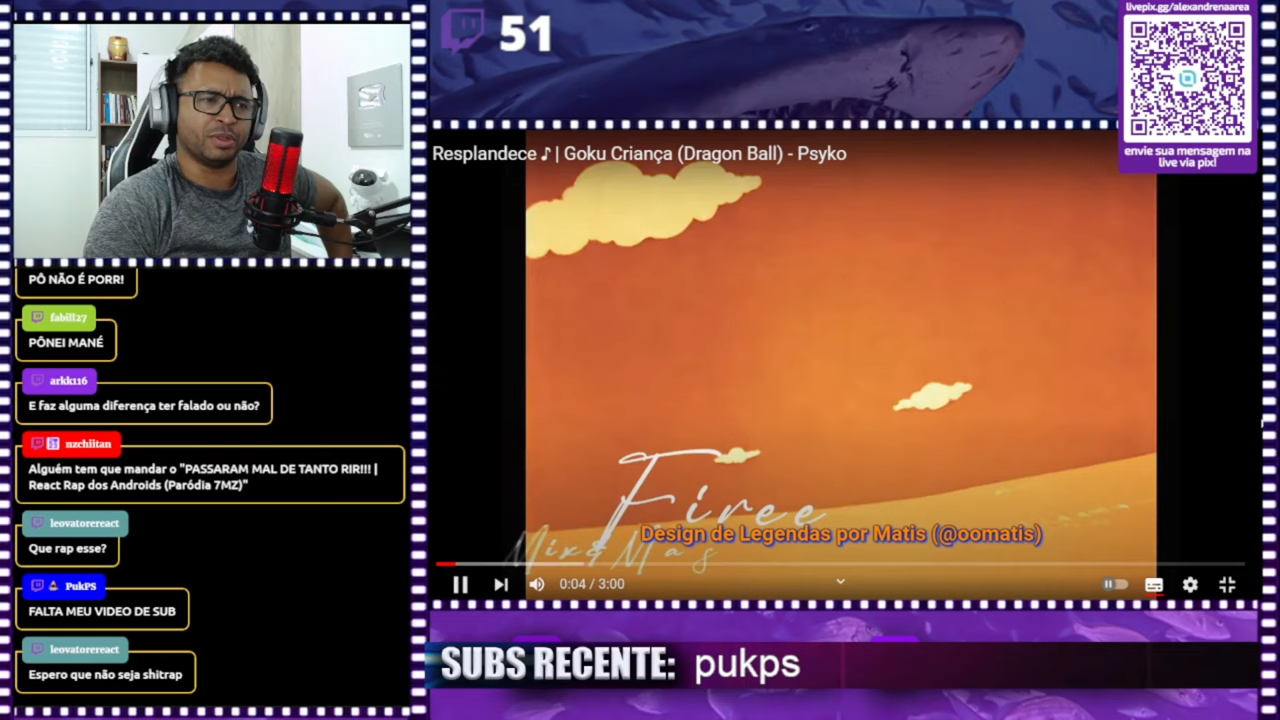 51
livepix.gg/alexandrenaarea
envie sua mensagem na
live via pix!
Resplandece ♪ | Goku Criança (Dragon Ball) - Psyko
PÔ NÃO É PORR!
fabill27
PÔNEI MANÉ
arkk116
E faz alguma diferença ter falado ou não?
nzchiitan
Alguém tem que mandar o "PASSARAM MAL DE TANTO RIR!!! |
React Rap dos Androids (Paródia 7MZ)"
leovatorereact
Que rap esse?
PukPS
FALTA MEU VIDEO DE SUB
leovatorereact
Espero que não seja shitrap
Firee
Design de Legendas por Matis (@oomatis)
0:04 / 3:00
SUBS RECENTE: pukps